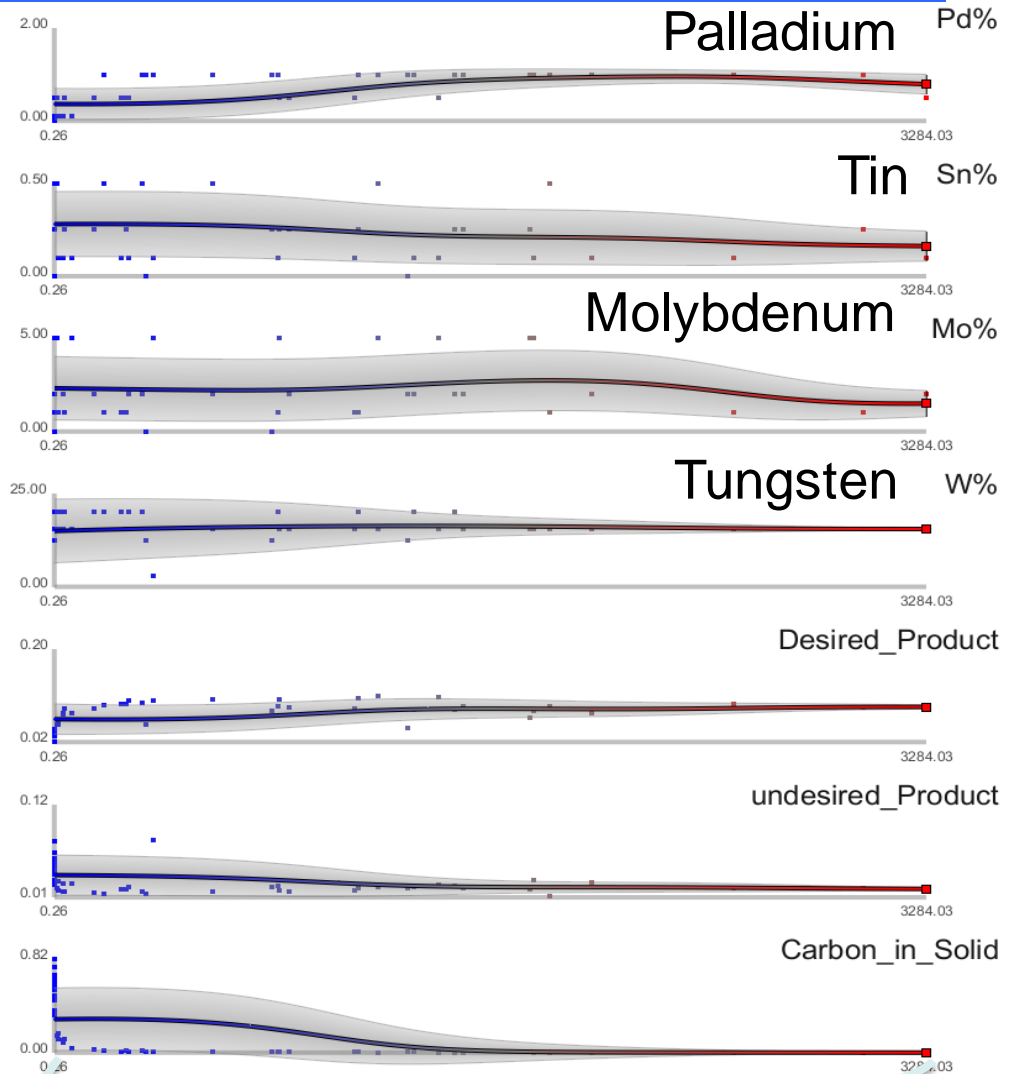 2.00 Palladium Pd%
0.00
0.26 3284.03
0.50 Tin Sn%
0.00
0.26 3284.03
5.00 Molybdenum Mo%
0.00
0.26 3284.03
25.00 Tungsten W%
0.00
0.26 3284.03
0.20 Desired_Product
0.02
0.26 3284.03
0.12 undesired_Product
0.01
0.26 3284.03
0.82 Carbon_in_Solid
0.00